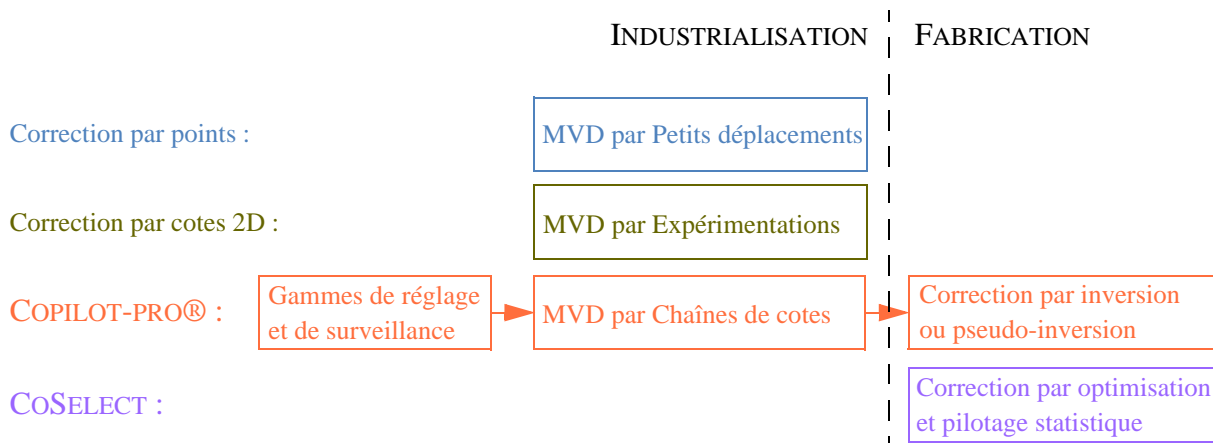 INDUSTRIALISATION
FABRICATION
Correction par points :
MVD par Petits déplacements
Correction par cotes 2D :
MVD par Expérimentations
COPILOT-PRO® :
Gammes de réglage
et de surveillance
MVD par Chaînes de cotes
Correction par inversion
ou pseudo-inversion
COSELECT :
Correction par optimisation
et pilotage statistique